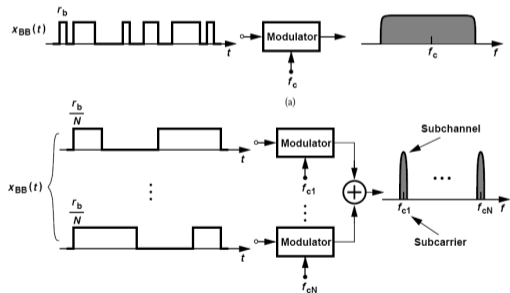 r_b
x_BB(t)
t
Modulator
f_c
f_c
f
(a)
r_b/N
t
Modulator
f_c1
x_BB(t)
r_b/N
t
Modulator
f_cN
+
Subchannel
f_c1
f_cN
f
Subcarrier